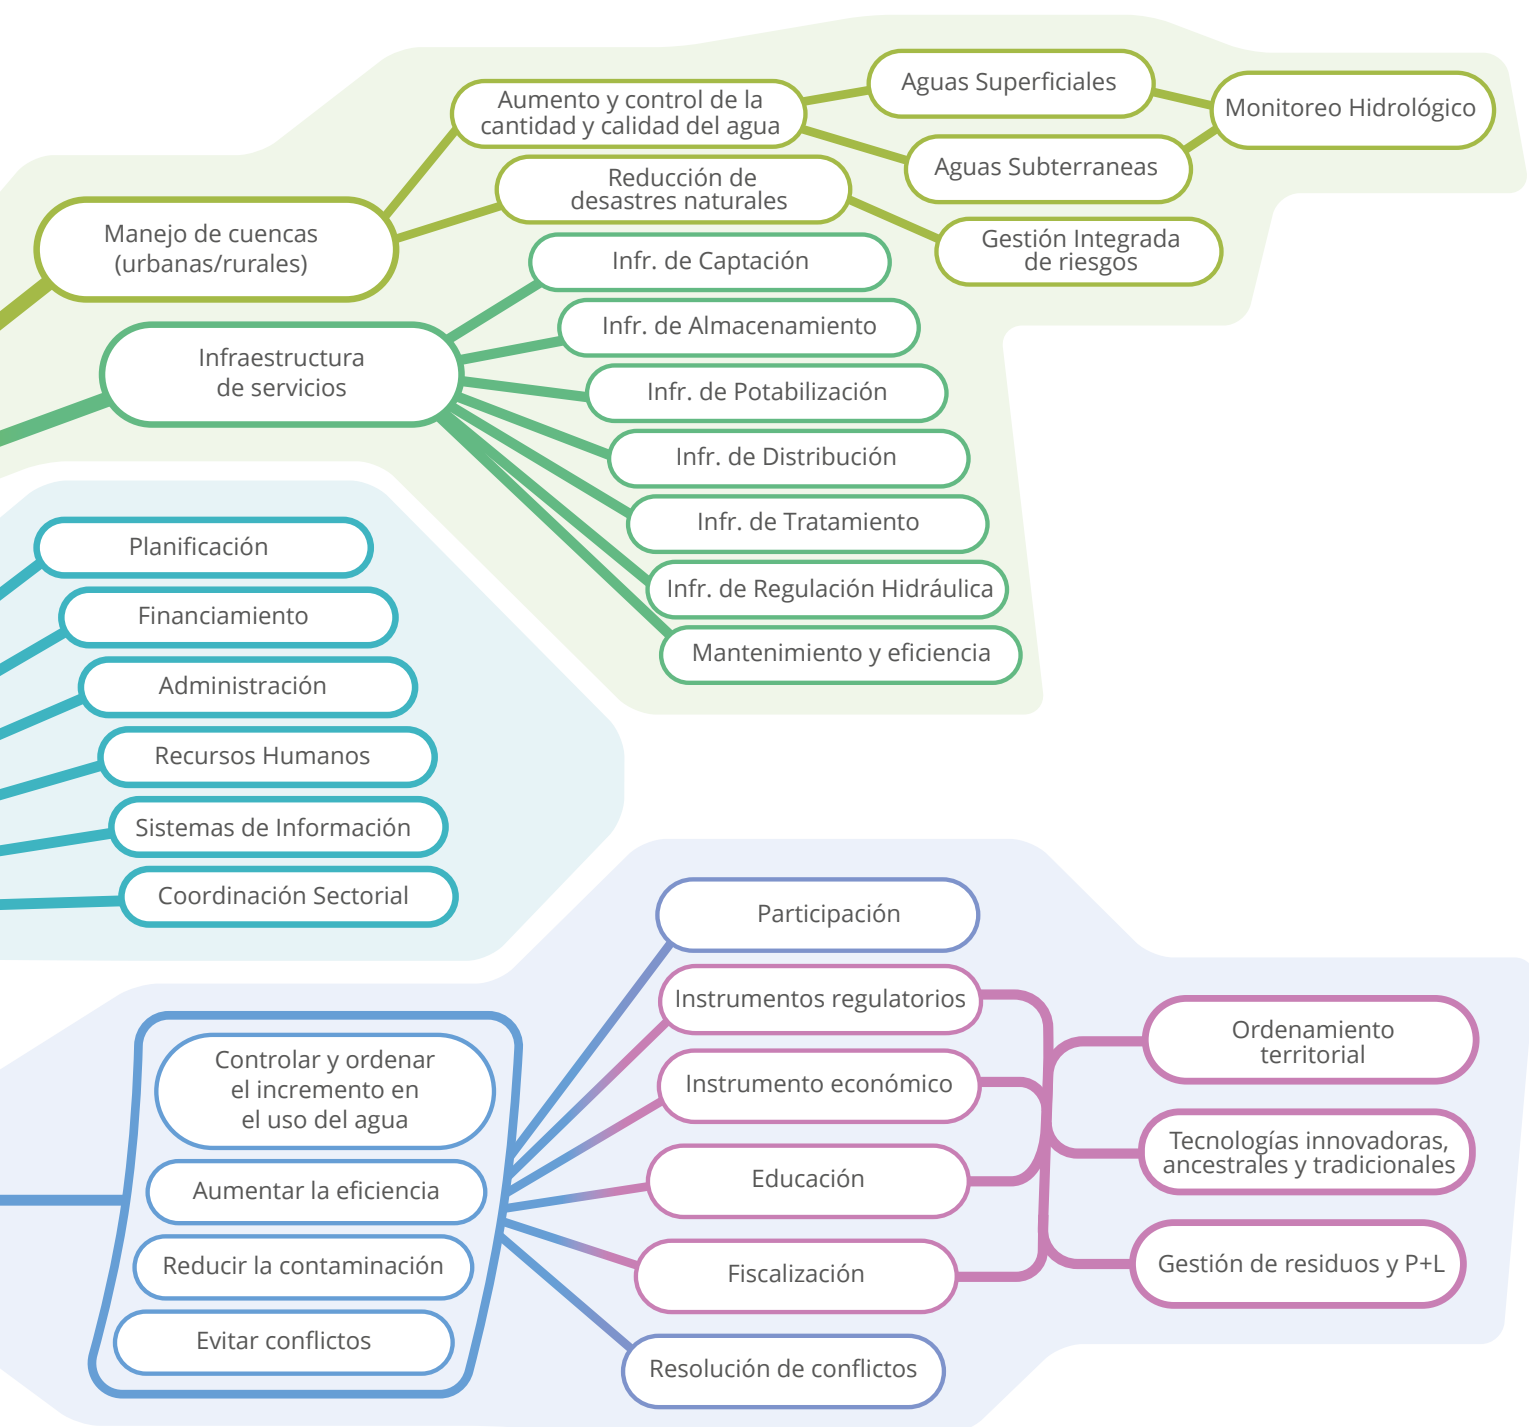 Aguas Superficiales
Monitoreo Hidrológico
Aumento y control de la
cantidad y calidad del agua
Aguas Subterraneas
Reducción de
desastres naturales
Manejo de cuencas
(urbanas/rurales)
Gestión Integrada
de riesgos
Infr. de Captación
Infr. de Almacenamiento
Infraestructura
de servicios
Infr. de Potabilización
Infr. de Distribución
Infr. de Tratamiento
Infr. de Regulación Hidráulica
Mantenimiento y eficiencia
Planificación
Financiamiento
Administración
Recursos Humanos
Sistemas de Información
Coordinación Sectorial
Controlar y ordenar
el incremento en
el uso del agua
Aumentar la eficiencia
Reducir la contaminación
Evitar conflictos
Participación
Instrumentos regulatorios
Instrumento económico
Educación
Fiscalización
Resolución de conflictos
Ordenamiento
territorial
Tecnologías innovadoras,
ancestrales y tradicionales
Gestión de residuos y P+L